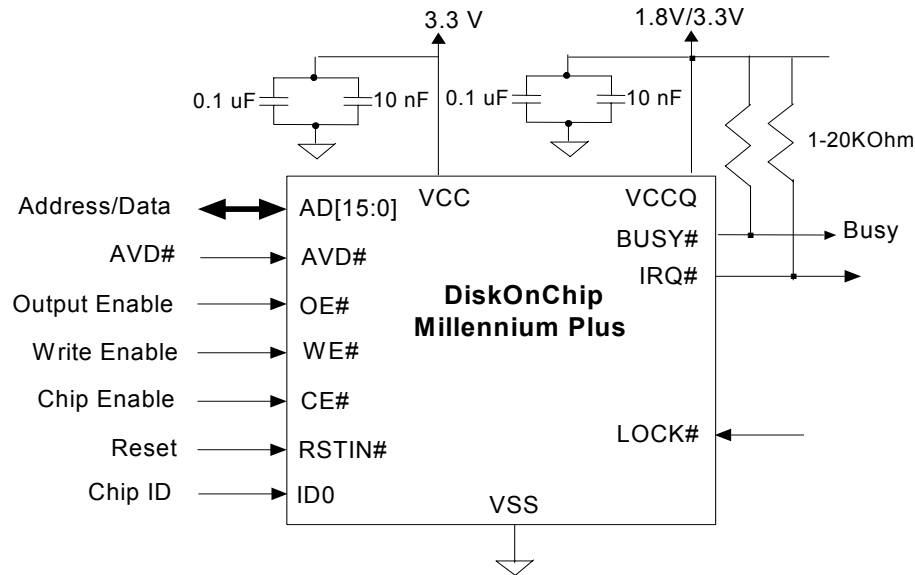 3.3 V
1.8V/3.3V
0.1 uF
10 nF
0.1 uF
10 nF
1-20KOhm
Address/Data
AD[15:0]
VCC
VCCQ
BUSY#
Busy
AVD#
AVD#
IRQ#
Output Enable
OE#
DiskOnChip
Millennium Plus
Write Enable
WE#
Chip Enable
CE#
LOCK#
Reset
RSTIN#
Chip ID
ID0
VSS